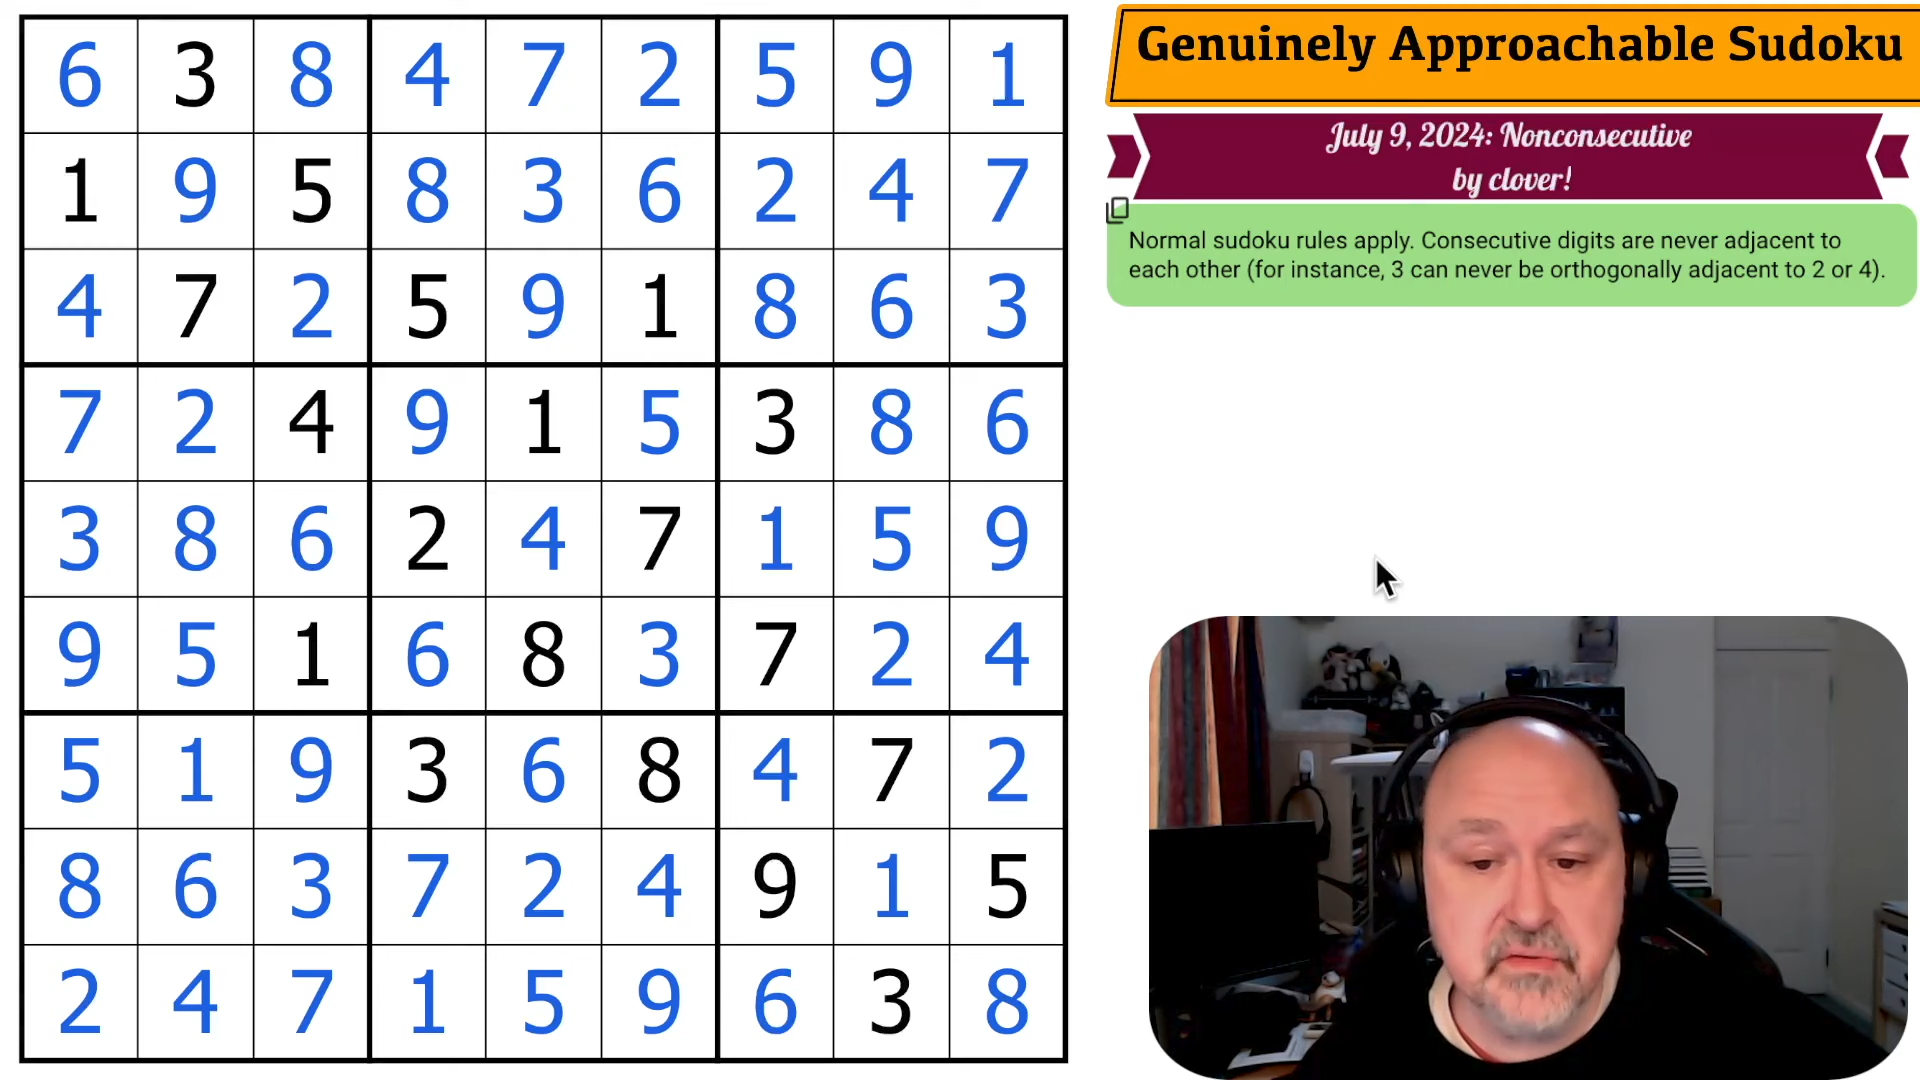 6 3 8 4 7 2 5 9 1
1 9 5 8 3 6 2 4 7
4 7 2 5 9 1 8 6 3
7 2 4 9 1 5 3 8 6
3 8 6 2 4 7 1 5 9
9 5 1 6 8 3 7 2 4
5 1 9 3 6 8 4 7 2
8 6 3 7 2 4 9 1 5
2 4 7 1 5 9 6 3 8
Genuinely Approachable Sudoku
July 9, 2024: Nonconsecutive
by clover!
Normal sudoku rules apply. Consecutive digits are never adjacent to
each other (for instance, 3 can never be orthogonally adjacent to 2 or 4).